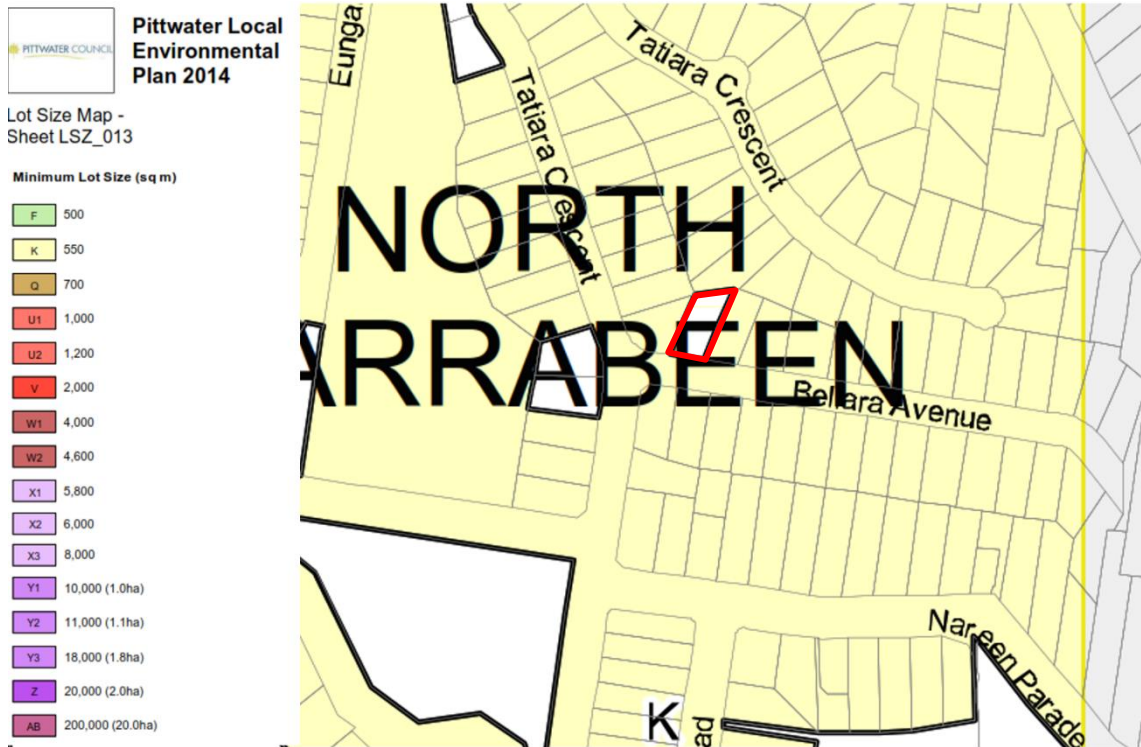 PITTWATER COUNCIL
Pittwater Local
Environmental
Plan 2014
Lot Size Map -
Sheet LSZ_013
Minimum Lot Size (sq m)
F 500
K 550
Q 700
U1 1,000
U2 1,200
V 2,000
W1 4,000
W2 4,600
X1 5,800
X2 6,000
X3 8,000
Y1 10,000 (1.0ha)
Y2 11,000 (1.1ha)
Y3 18,000 (1.8ha)
Z 20,000 (2.0ha)
AB 200,000 (20.0ha)
Eunga
Tatiara Crescent
Tatiara Crescent
NORTH
ARRABEEN
Bellara Avenue
Nareen Parade
K
ad